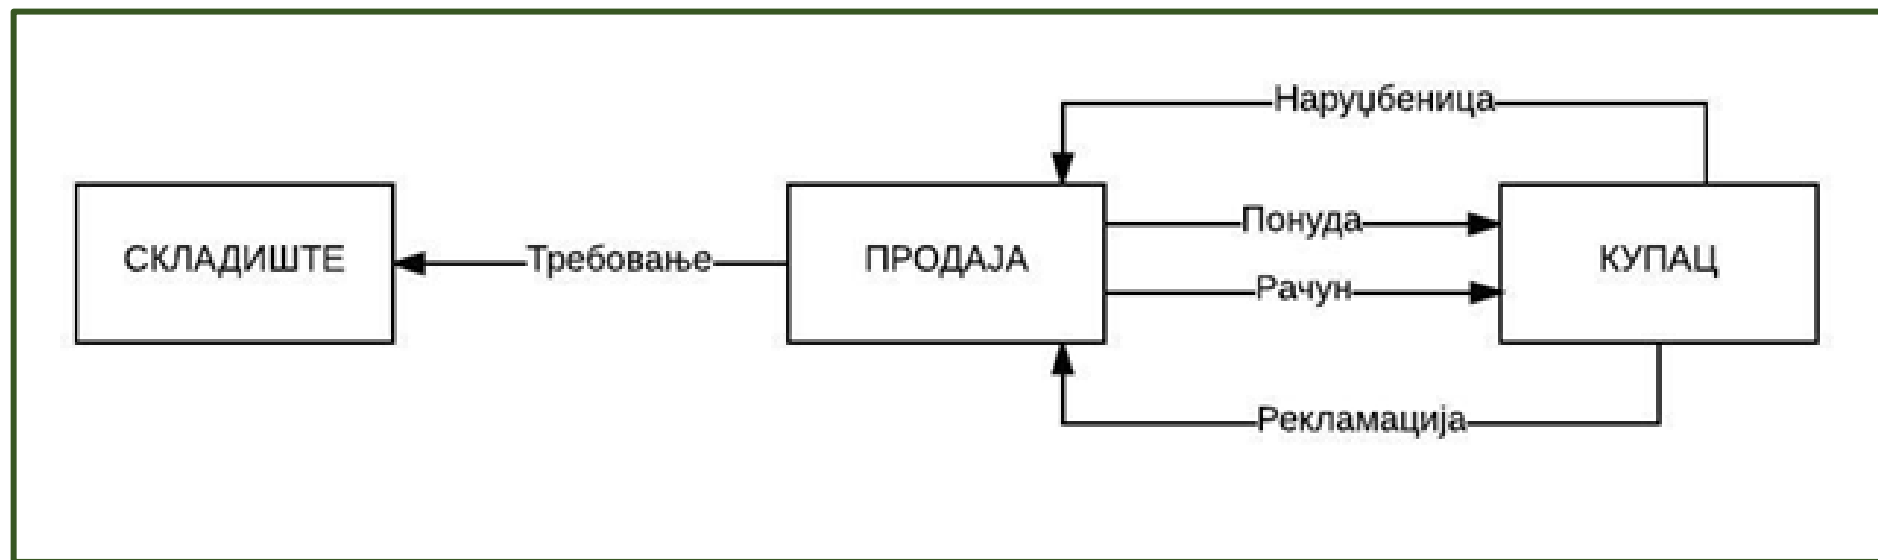 Наруџбеница
Понуда
СКЛАДИШТЕ
Требовање
ПРОДАЈА
КУПАЦ
Рачун
Рекламација